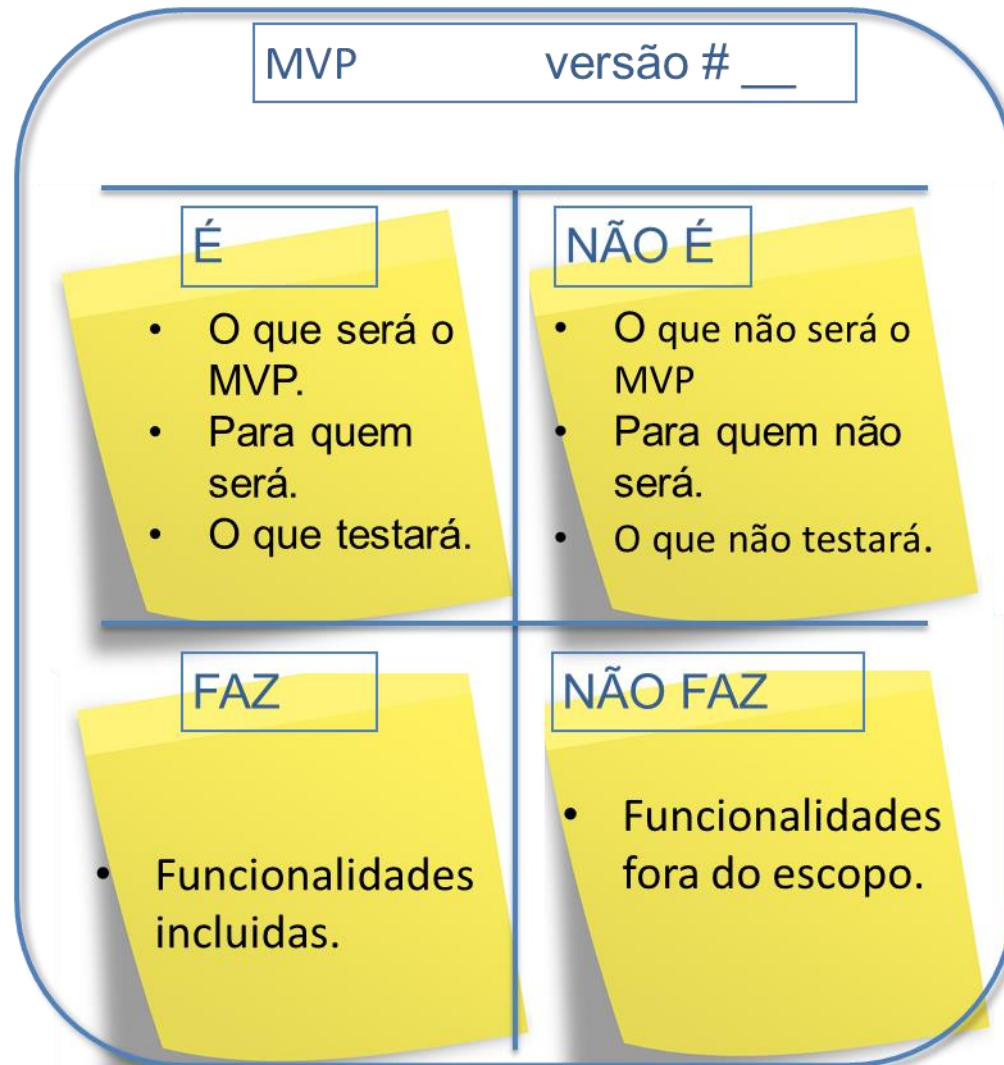 MVP versão # __
É
• O que será o
MVP.
• Para quem
será.
• O que testará.
NÃO É
• O que não será o
MVP
• Para quem não
será.
• O que não testará.
FAZ
• Funcionalidades
incluidas.
NÃO FAZ
• Funcionalidades
fora do escopo.